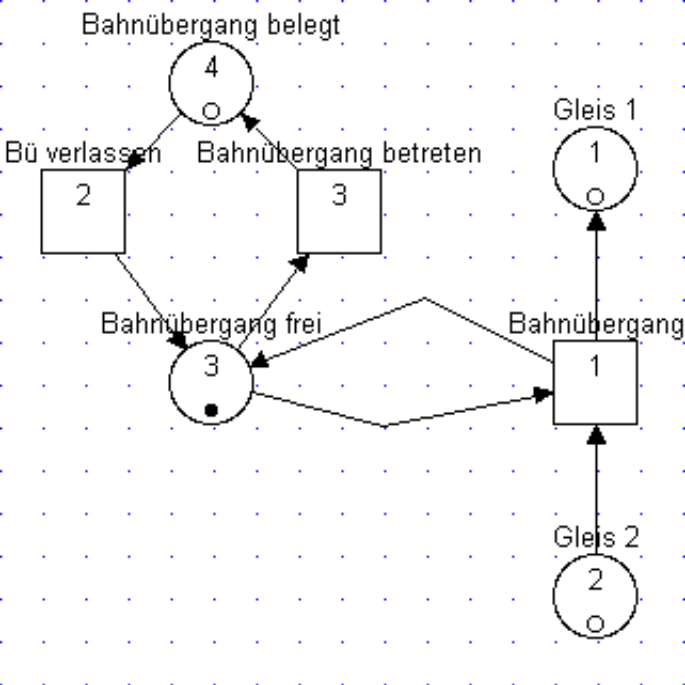 Bahnübergang belegt
4
Gleis 1
1
Bü verlassen
Bahnübergang betreten
2
3
Bahnübergang frei
Bahnübergang
3
1
Gleis 2
2